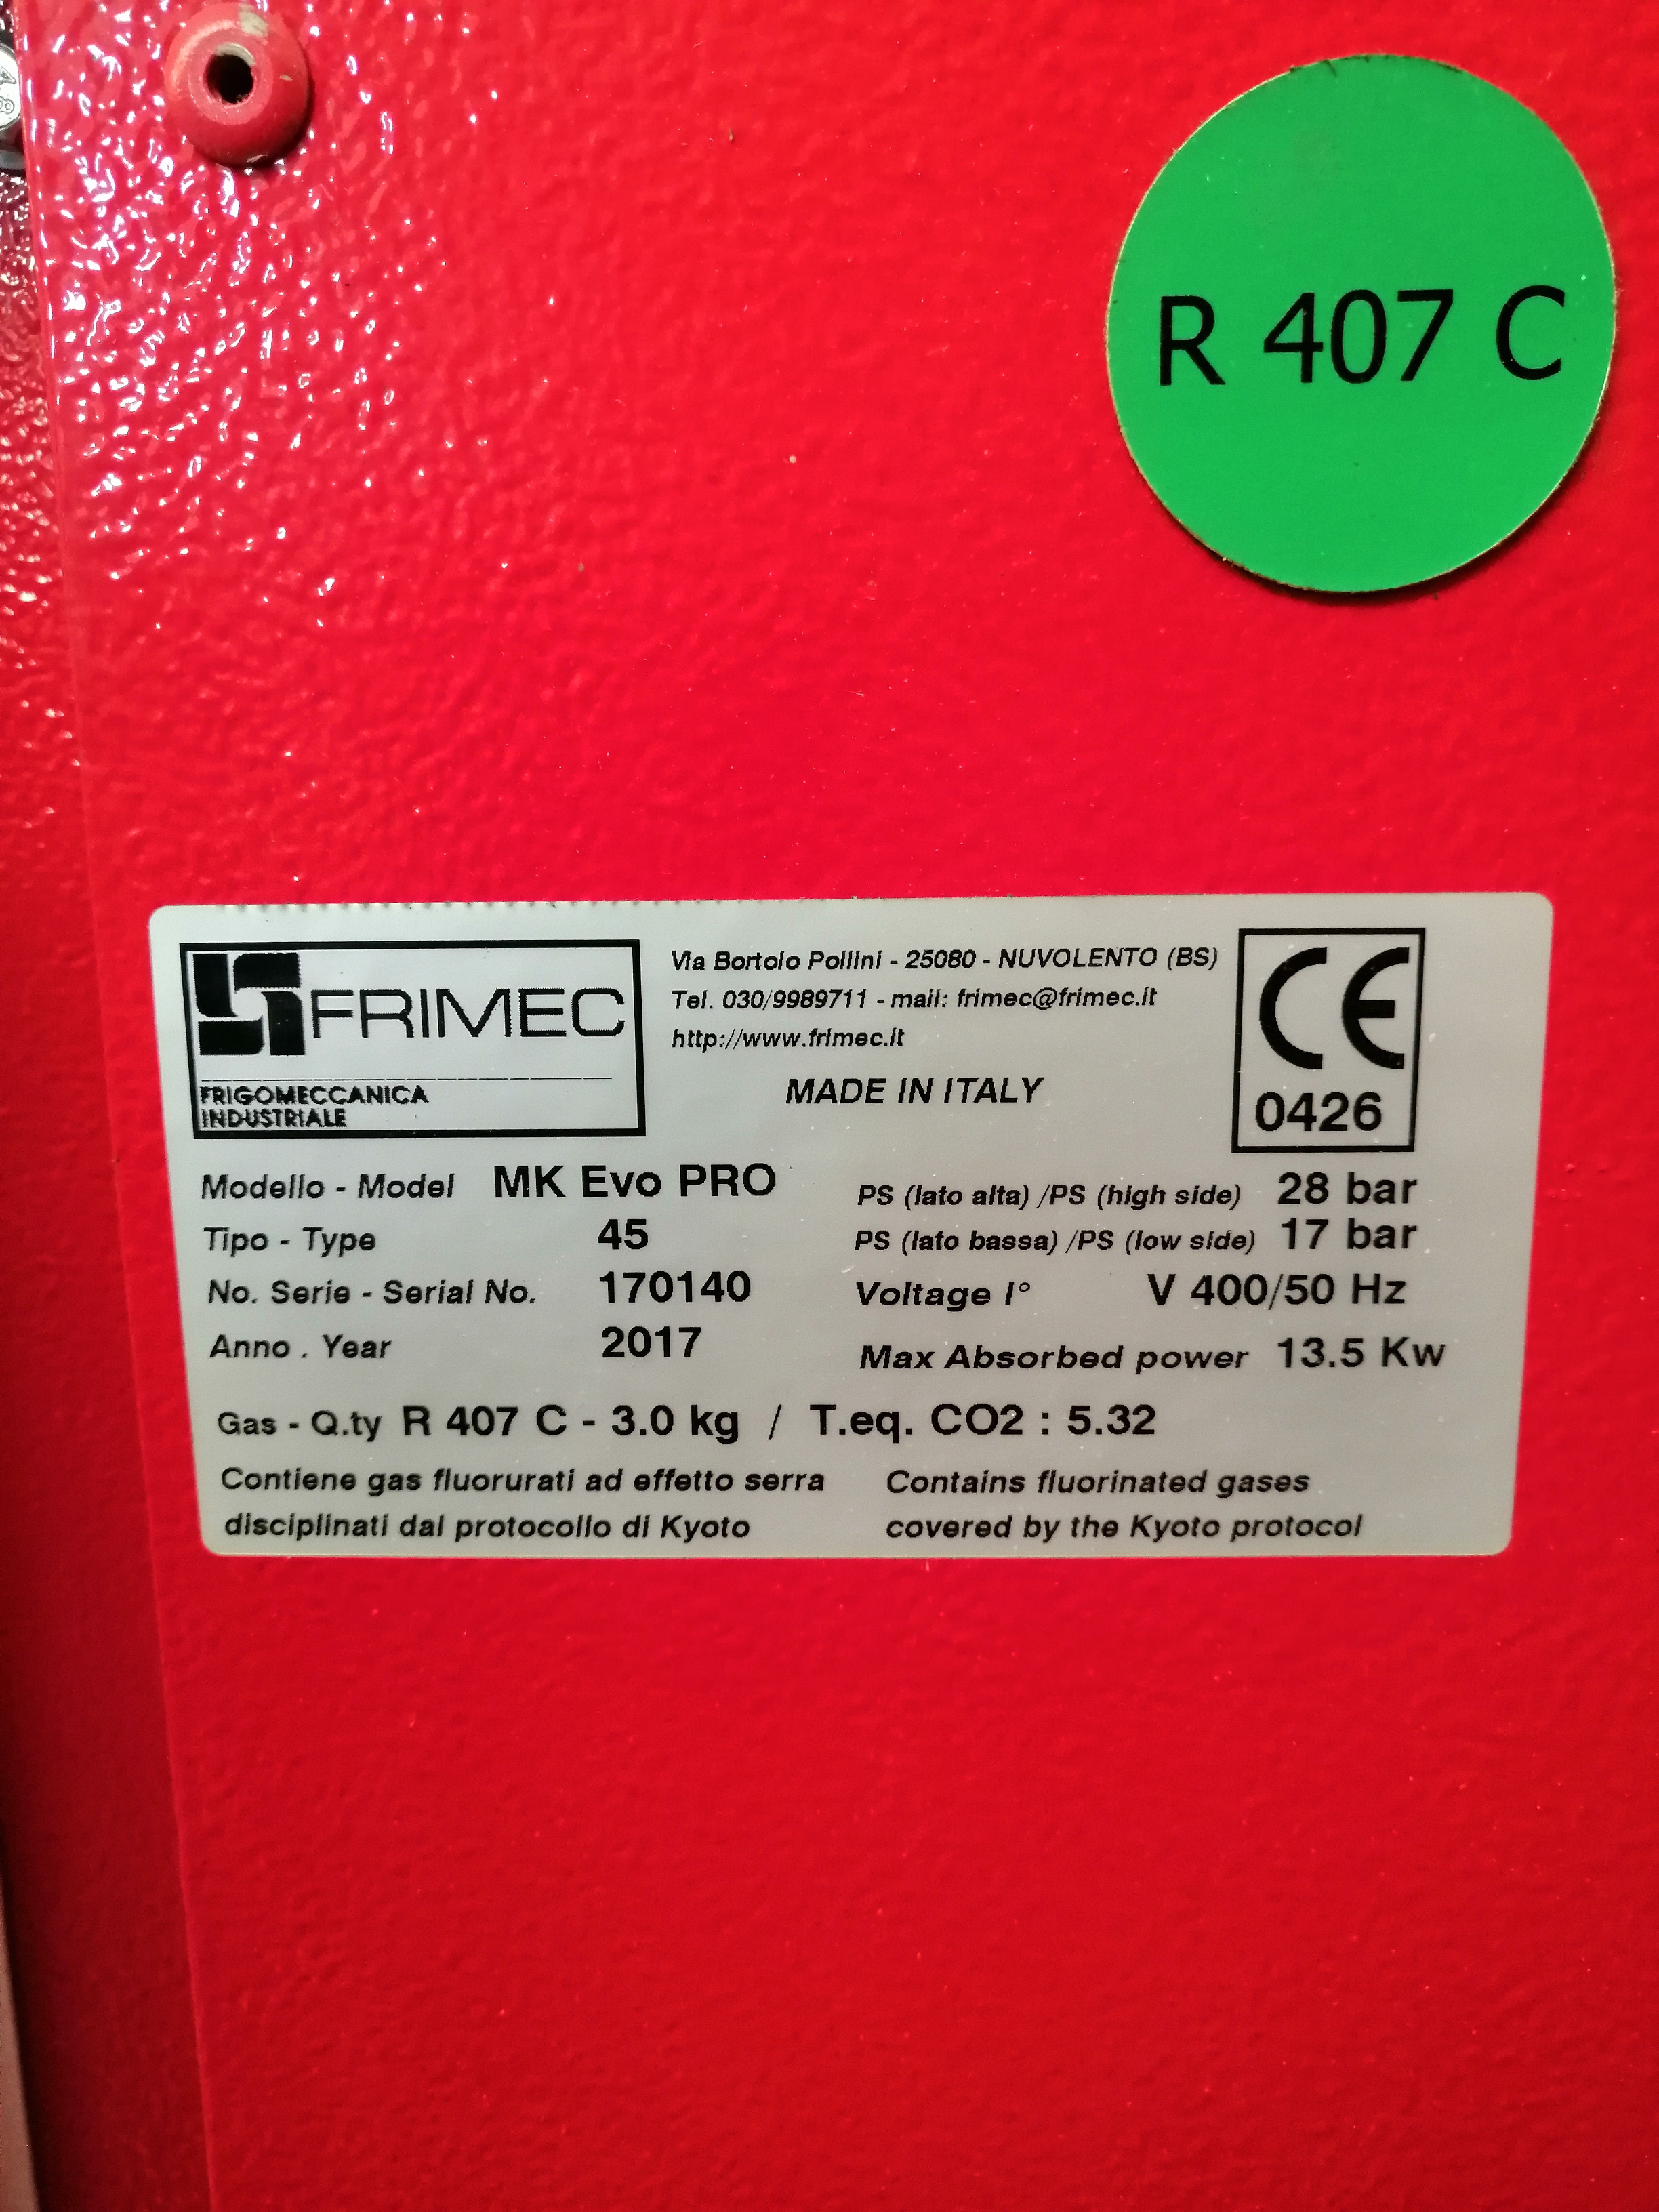 R 407 C
FRIMEC
FRIGOMECCANICA
INDUSTRIALE
Via Bortolo Pollini - 25080 - NUVOLENTO (BS)
Tel. 030/9989711 - mail: frimec@frimec.it
http://www.frimec.it
MADE IN ITALY
CE
0426
Modello - Model MK Evo PRO
Tipo - Type 45
No. Serie - Serial No. 170140
Anno . Year 2017
PS (lato alta) /PS (high side) 28 bar
PS (lato bassa) /PS (low side) 17 bar
Voltage I° V 400/50 Hz
Max Absorbed power 13.5 Kw
Gas - Q.ty R 407 C - 3.0 kg / T.eq. CO2 : 5.32
Contiene gas fluorurati ad effetto serra
disciplinati dal protocollo di Kyoto
Contains fluorinated gases
covered by the Kyoto protocol